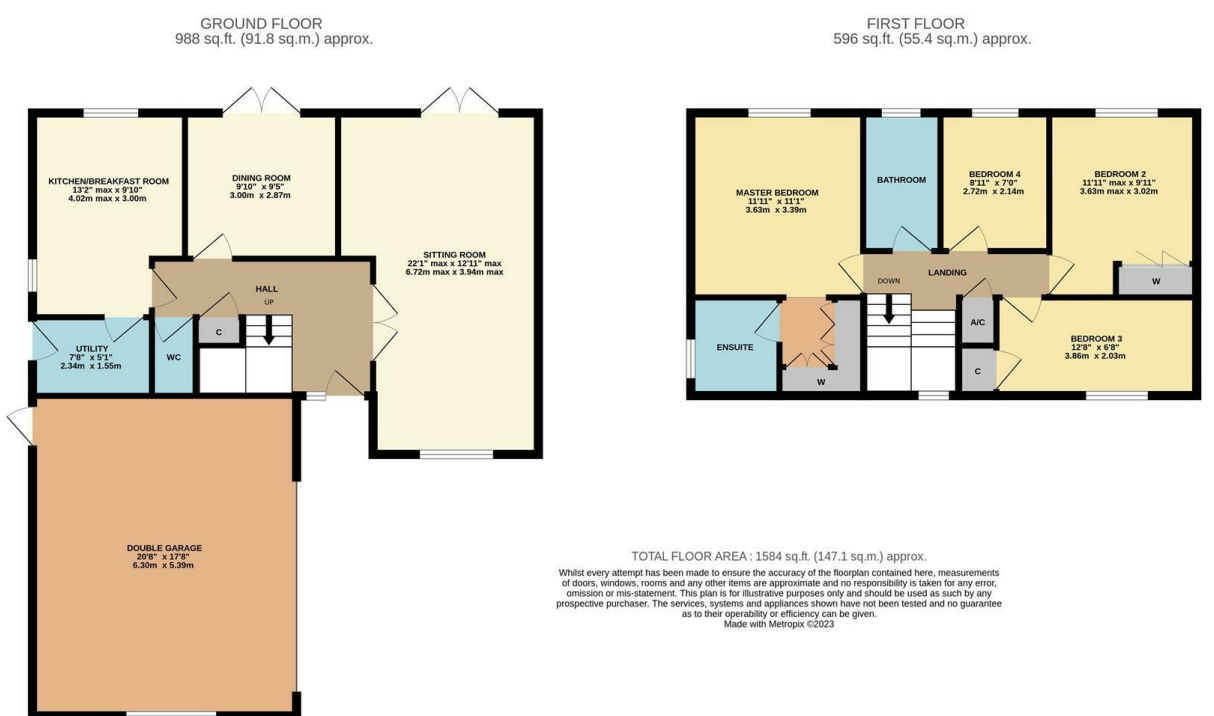 GROUND FLOOR
988 sq.ft. (91.8 sq.m.) approx.
KITCHEN/BREAKFAST ROOM
13'2" max x 9'10"
4.02m max x 3.00m
DINING ROOM
9'10" x 9'5"
3.00m x 2.87m
SITTING ROOM
22'1" max x 12'11" max
6.72m max x 3.94m max
HALL
UP
C
UTILITY
7'8" x 5'1"
2.34m x 1.55m
WC
DOUBLE GARAGE
20'8" x 17'8"
6.30m x 5.39m
FIRST FLOOR
596 sq.ft. (55.4 sq.m.) approx.
MASTER BEDROOM
11'11" x 11'1"
3.63m x 3.39m
BATHROOM
BEDROOM 4
8'11" x 7'0"
2.72m x 2.14m
BEDROOM 2
11'11" max x 9'11"
3.63m max x 3.02m
LANDING
DOWN
W
A/C
ENSUITE
BEDROOM 3
12'8" x 6'8"
3.86m x 2.03m
C
W
TOTAL FLOOR AREA : 1584 sq.ft. (147.1 sq.m.) approx.
Whilst every attempt has been made to ensure the accuracy of the floorplan contained here, measurements
of doors, windows, rooms and any other items are approximate and no responsibility is taken for any error,
omission or mis-statement. This plan is for illustrative purposes only and should be used as such by any
prospective purchaser. The services, systems and appliances shown have not been tested and no guarantee
as to their operability or efficiency can be given.
Made with Metropix ©2023